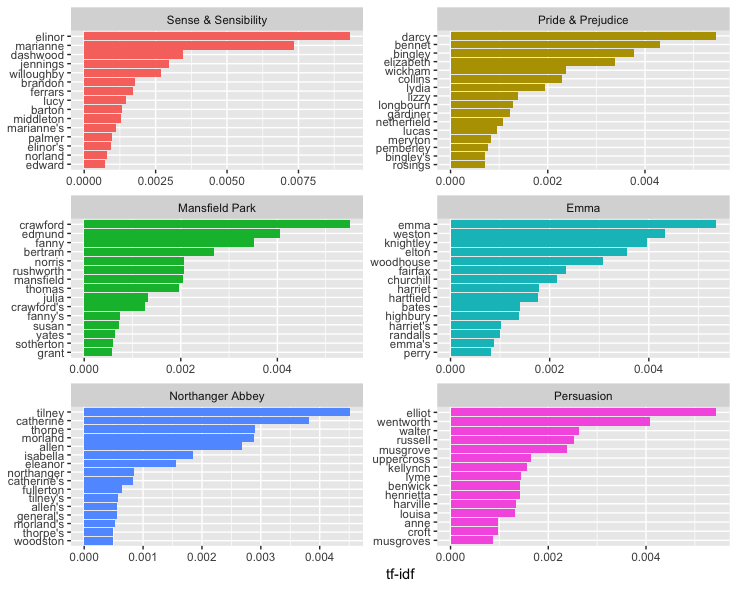 Sense & Sensibility
elinor
marianne
dashwood
jennings
willoughby
brandon
ferrars
lucy
barton
middleton
marianne's
palmer
elinor's
norland
edward
0.0000 0.0025 0.0050 0.0075
Pride & Prejudice
darcy
bennet
bingley
elizabeth
wickham
collins
lydia
lizzy
longbourn
gardiner
netherfield
lucas
meryton
pemberley
bingley's
rosings
0.000 0.002 0.004
Mansfield Park
crawford
edmund
fanny
bertram
norris
rushworth
mansfield
thomas
julia
crawford's
fanny's
susan
yates
sotherton
grant
0.000 0.002 0.004
Emma
emma
weston
knightley
elton
woodhouse
fairfax
churchill
harriet
hartfield
bates
highbury
harriet's
randalls
emma's
perry
0.000 0.002 0.004
Northanger Abbey
tilney
catherine
thorpe
morland
allen
isabella
eleanor
northanger
catherine's
fullerton
tilney's
allen's
general's
morland's
thorpe's
woodston
0.000 0.001 0.002 0.003 0.004
Persuasion
elliot
wentworth
walter
russell
musgrove
uppercross
kellynch
lyme
benwick
henrietta
harville
louisa
anne
croft
musgroves
0.000 0.002 0.004
tf-idf